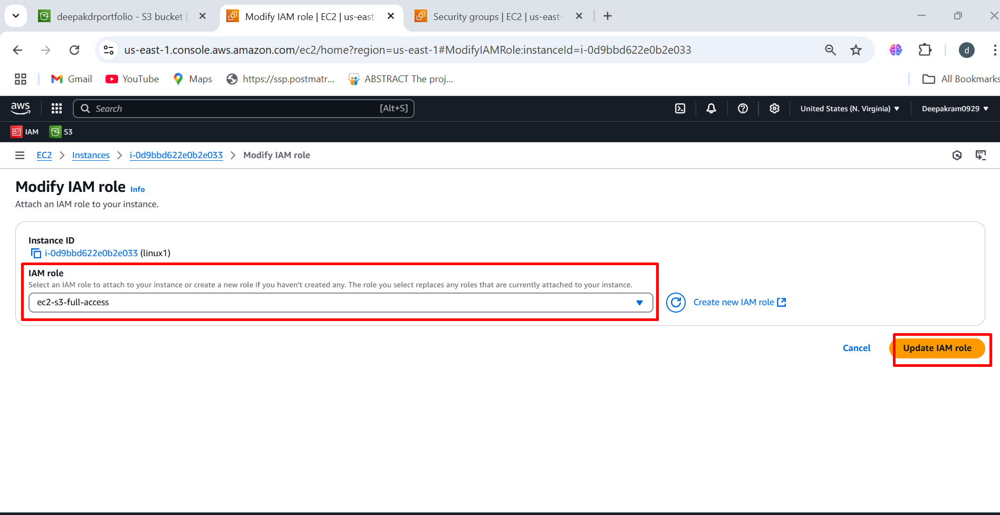 deepakdrportfolio - S3 bucket |
Modify IAM role | EC2 | us-east-
Security groups | EC2 | us-east-
us-east-1.console.aws.amazon.com/ec2/home?region=us-east-1#ModifyIAMRole:instanceId=i-0d9bbd622e0b2e033
d
Gmail
YouTube
Maps
https://ssp.postmatr...
ABSTRACT The proj...
All Bookmarks
aws
Search
[Alt+S]
United States (N. Virginia)
Deepakram0929
IAM
S3
EC2
Instances
i-0d9bbd622e0b2e033
Modify IAM role
Modify IAM role Info
Attach an IAM role to your instance.
Instance ID
i-0d9bbd622e0b2e033 (linux1)
IAM role
Select an IAM role to attach to your instance or create a new role if you haven't created any. The role you select replaces any roles that are currently attached to your instance.
ec2-s3-full-access
Create new IAM role
Cancel
Update IAM role